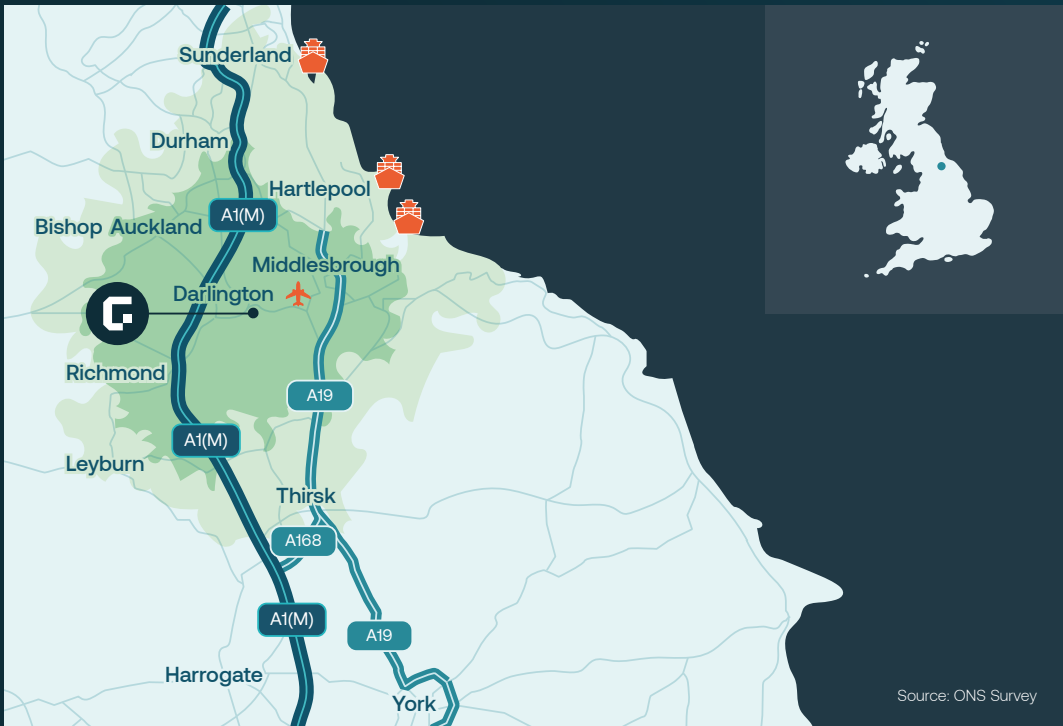 Sunderland
Durham
Hartlepool
A1(M)
Bishop Auckland
Middlesbrough
Darlington
Richmond
A19
A1(M)
Leyburn
Thirsk
A168
A1(M)
A19
Harrogate
York
Source: ONS Survey